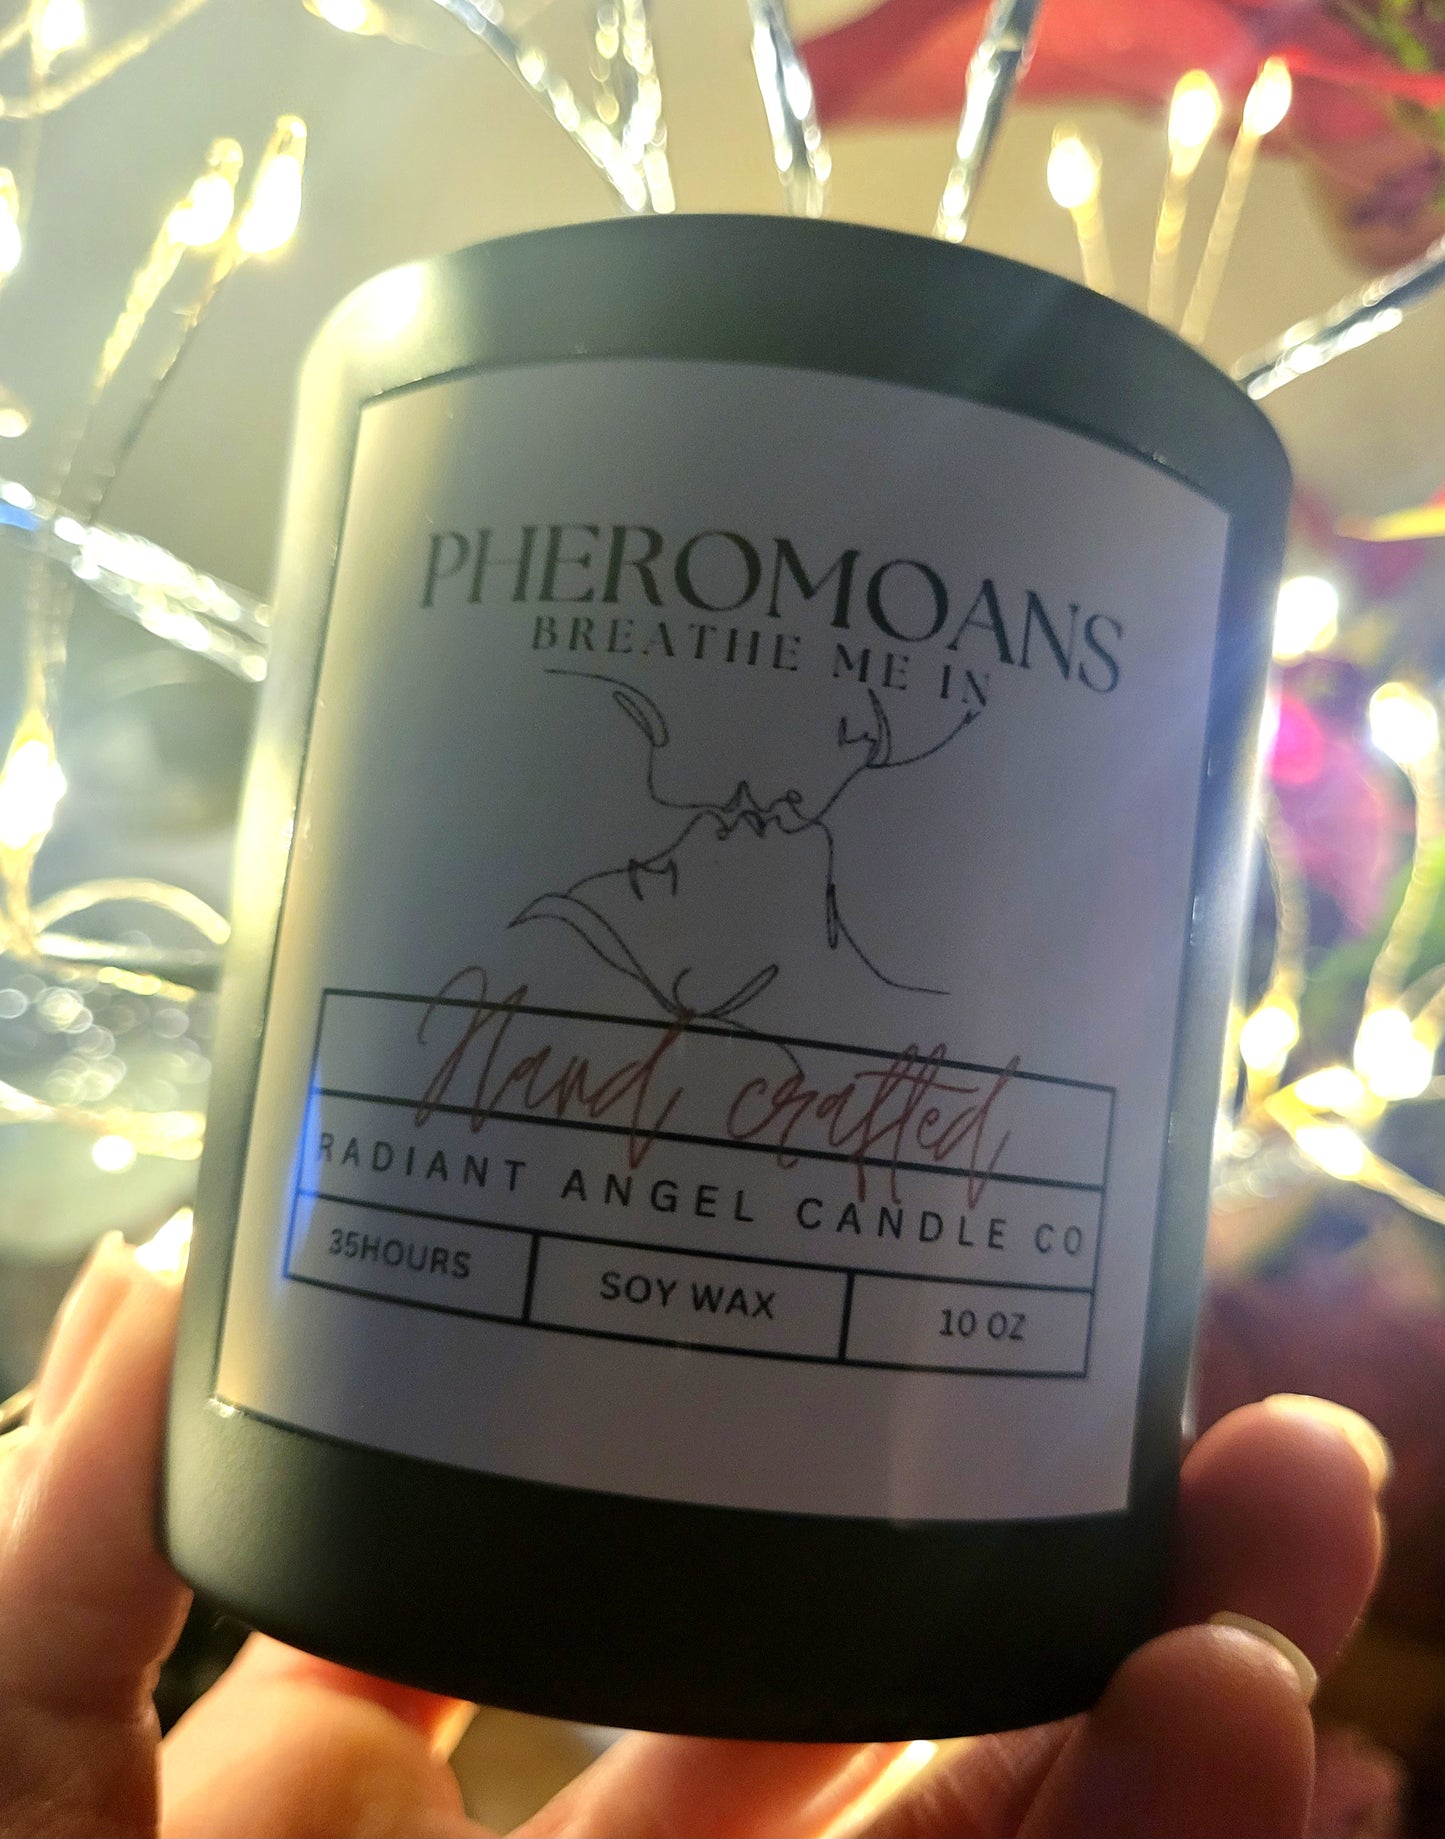 PHEROMOANS
BREATHE ME IN
Hand crafted
RADIANT ANGEL CANDLE CO
35HOURS
SOY WAX
10 OZ